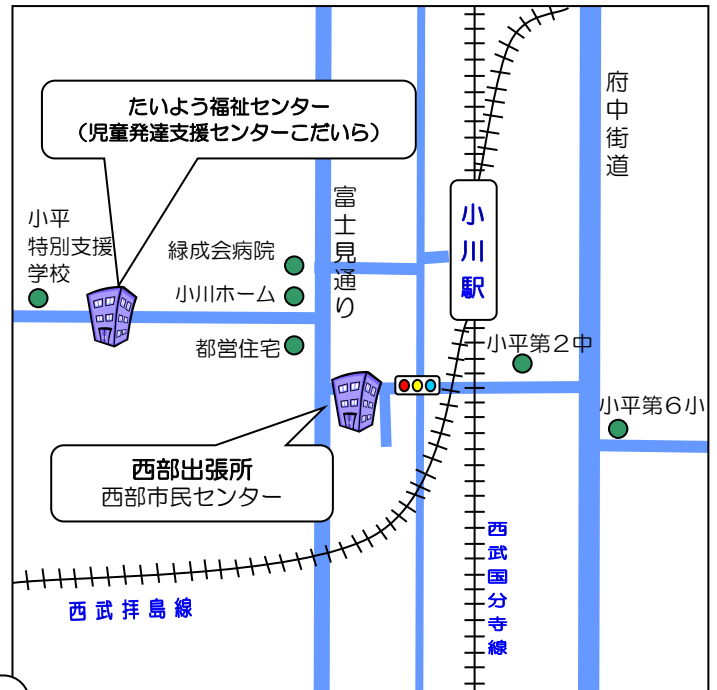 たいよう福祉センター
（児童発達支援センターこだいら）
府中街道
富士見通り
小川駅
小平
特別支援
学校
緑成会病院
小川ホーム
都営住宅
小平第２中
小平第６小
西部出張所
西部市民センター
西武国分寺線
西武拝島線